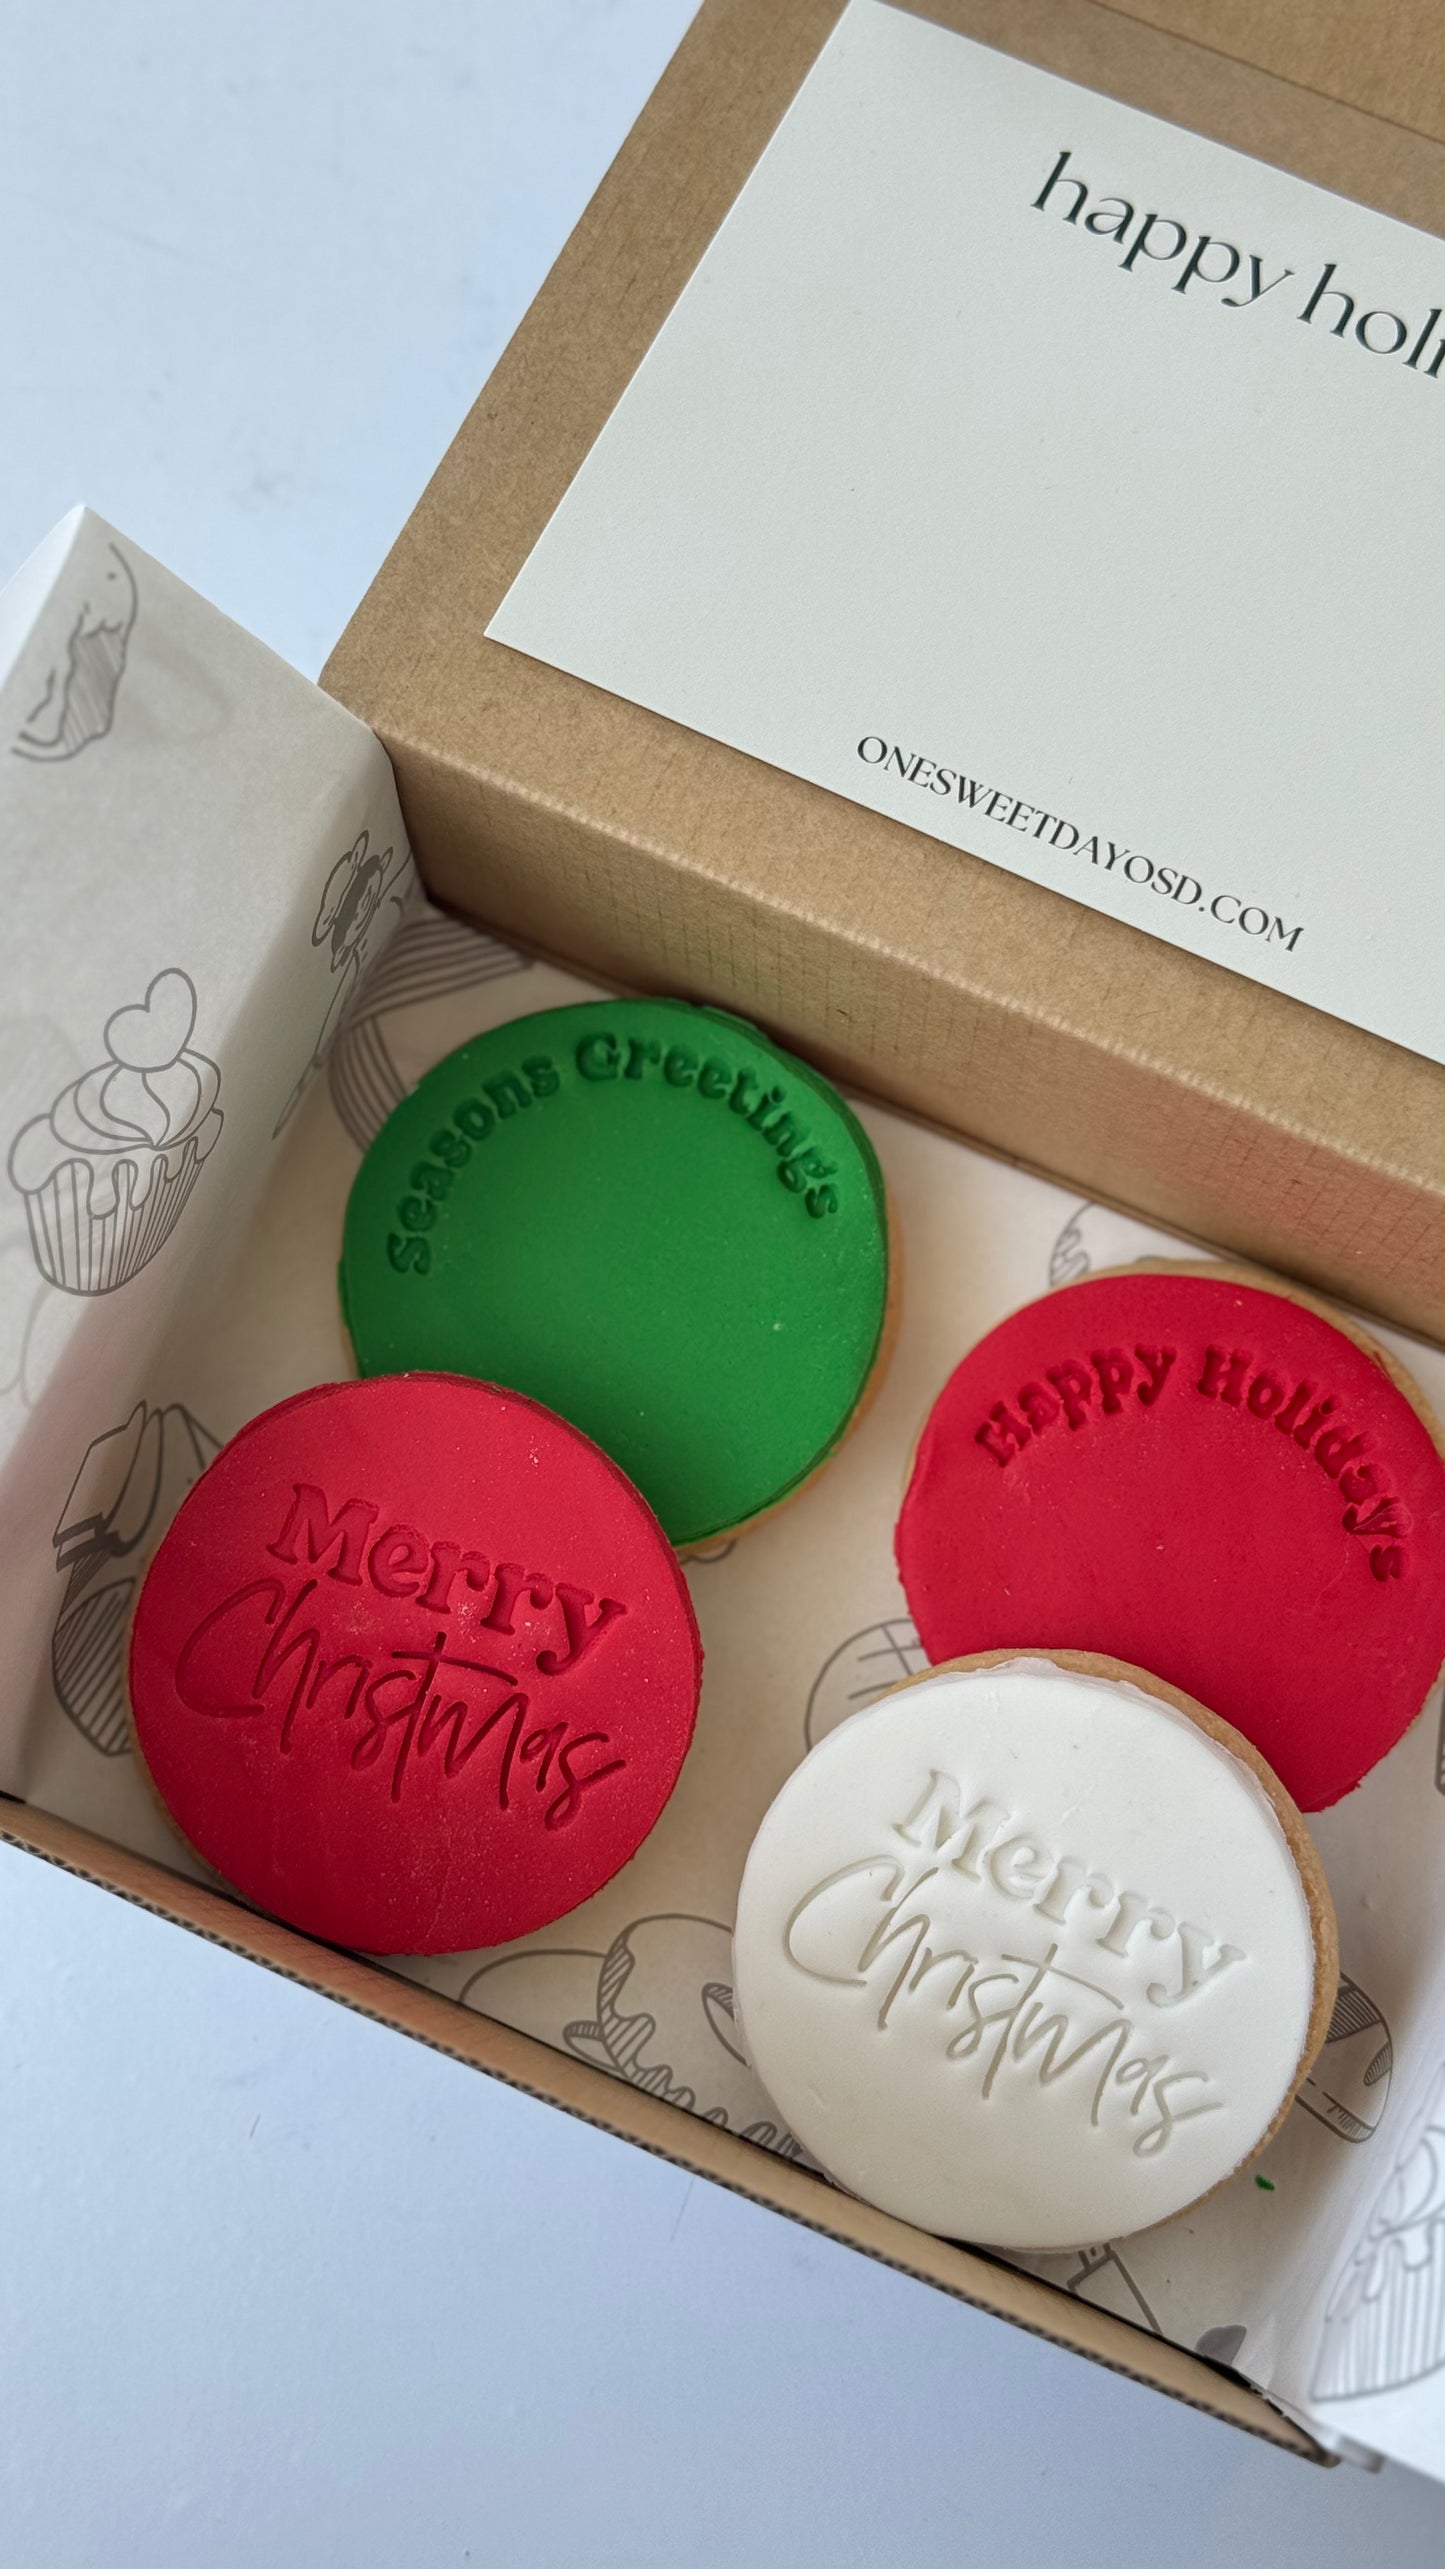 happy holi
ONESWEETDAYOSD.COM
Seasons Greetings
Happy Holidays
Merry
Christmas
Merry
Christmas